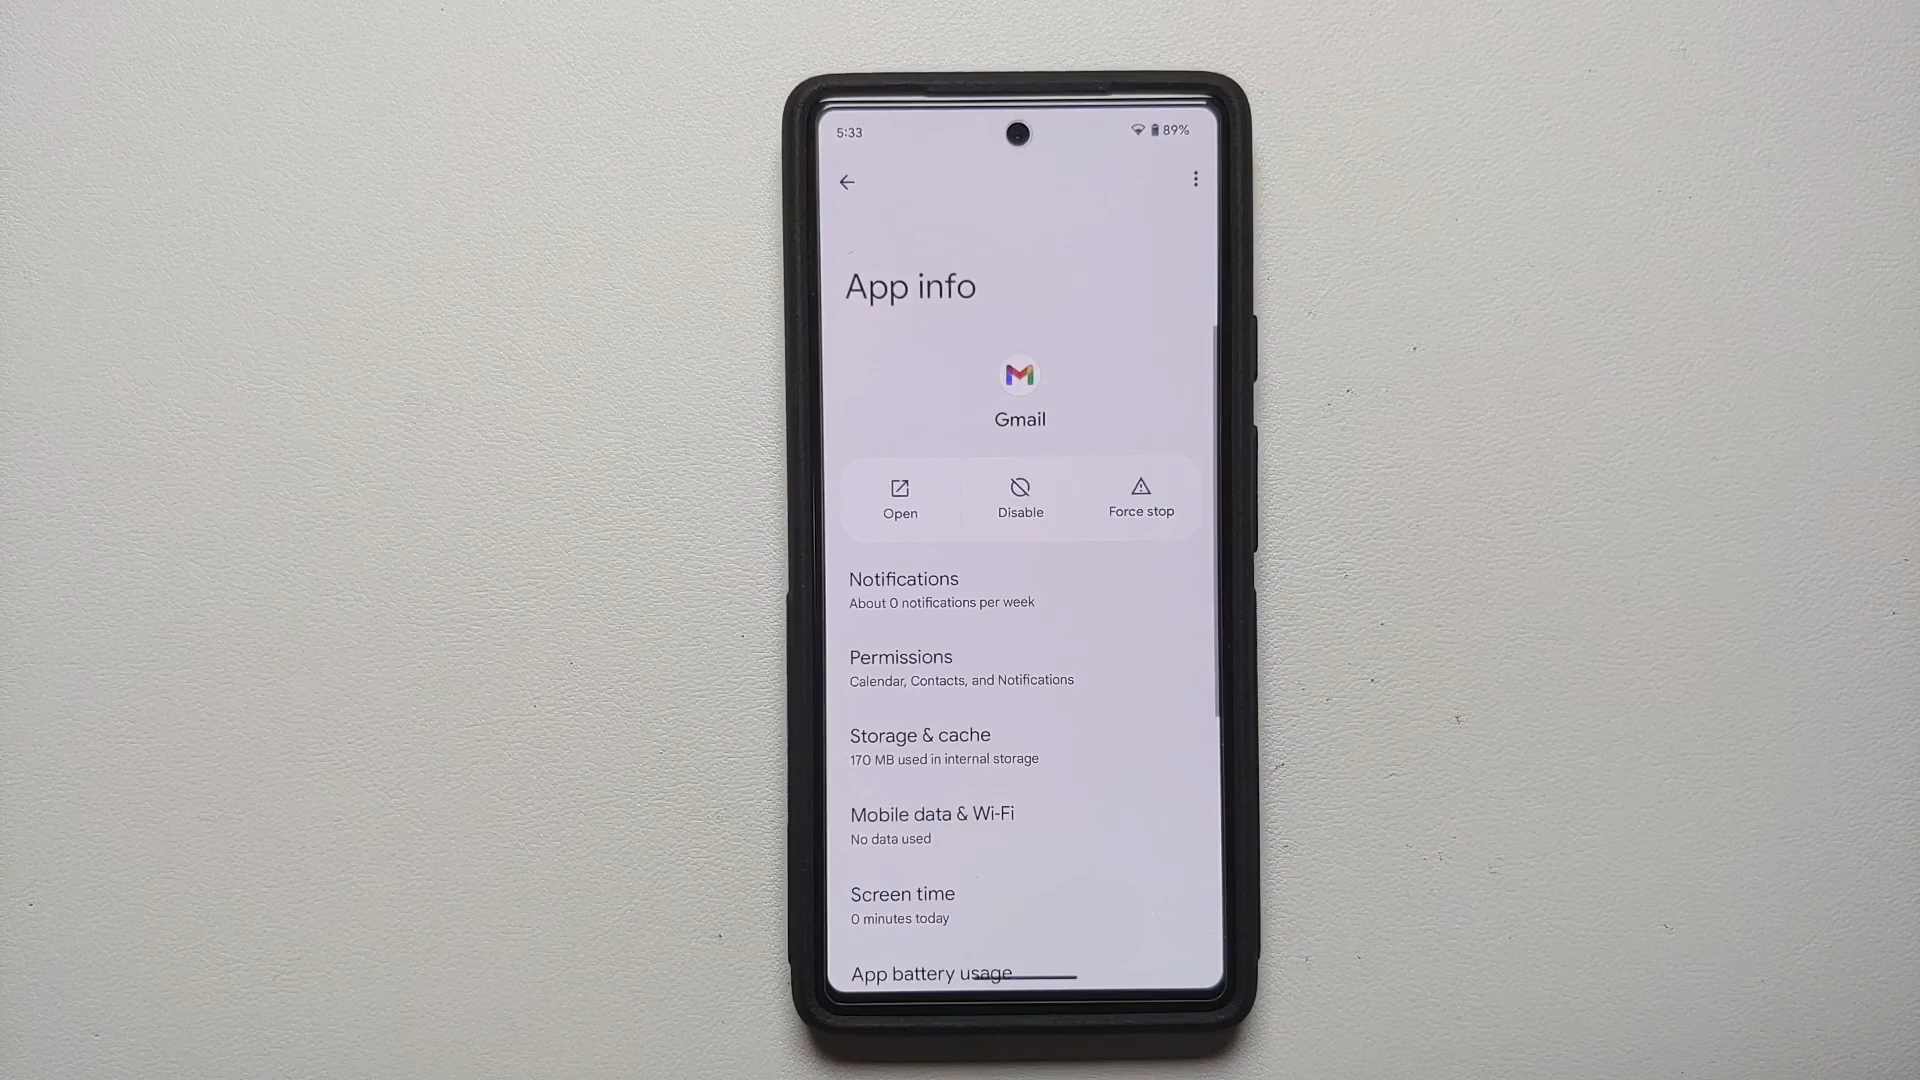 5:33
89%
App info
Gmail
Open
Disable
Force stop
Notifications
About 0 notifications per week
Permissions
Calendar, Contacts, and Notifications
Storage & cache
170 MB used in internal storage
Mobile data & Wi-Fi
No data used
Screen time
0 minutes today
App battery usage